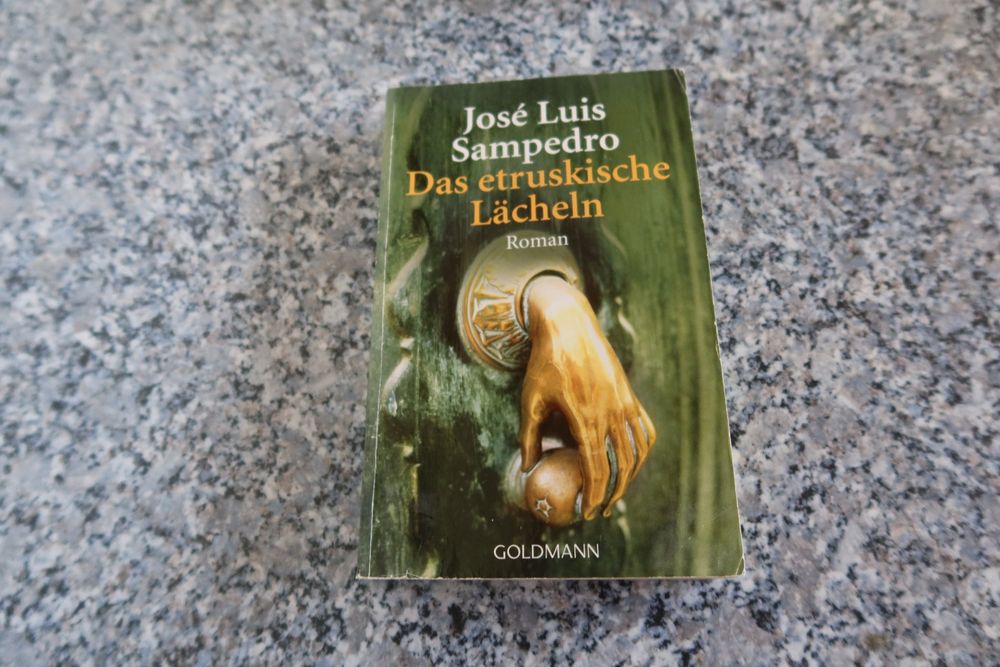 José Luis
Sampedro
Das etruskische
Lächeln
Roman
GOLDMANN